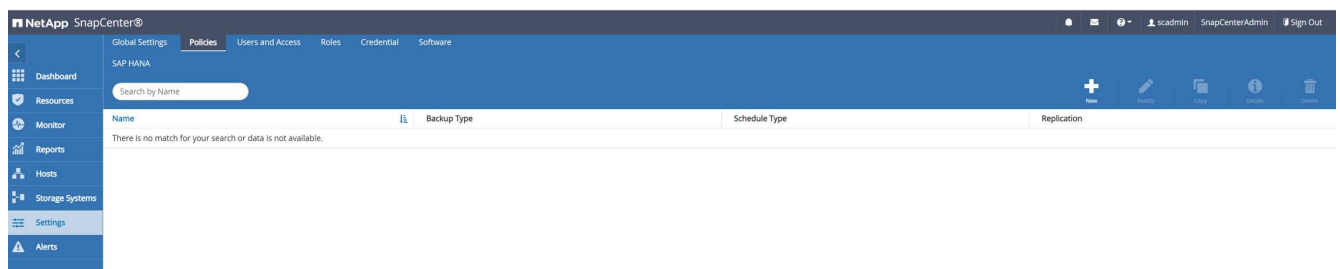 NetApp SnapCenter®
scadmin SnapCenterAdmin Sign Out
Global Settings Policies Users and Access Roles Credential Software
SAP HANA
Search by Name
New Modify Copy Details Delete
Name Backup Type Schedule Type Replication
There is no match for your search or data is not available.
Dashboard
Resources
Monitor
Reports
Hosts
Storage Systems
Settings
Alerts